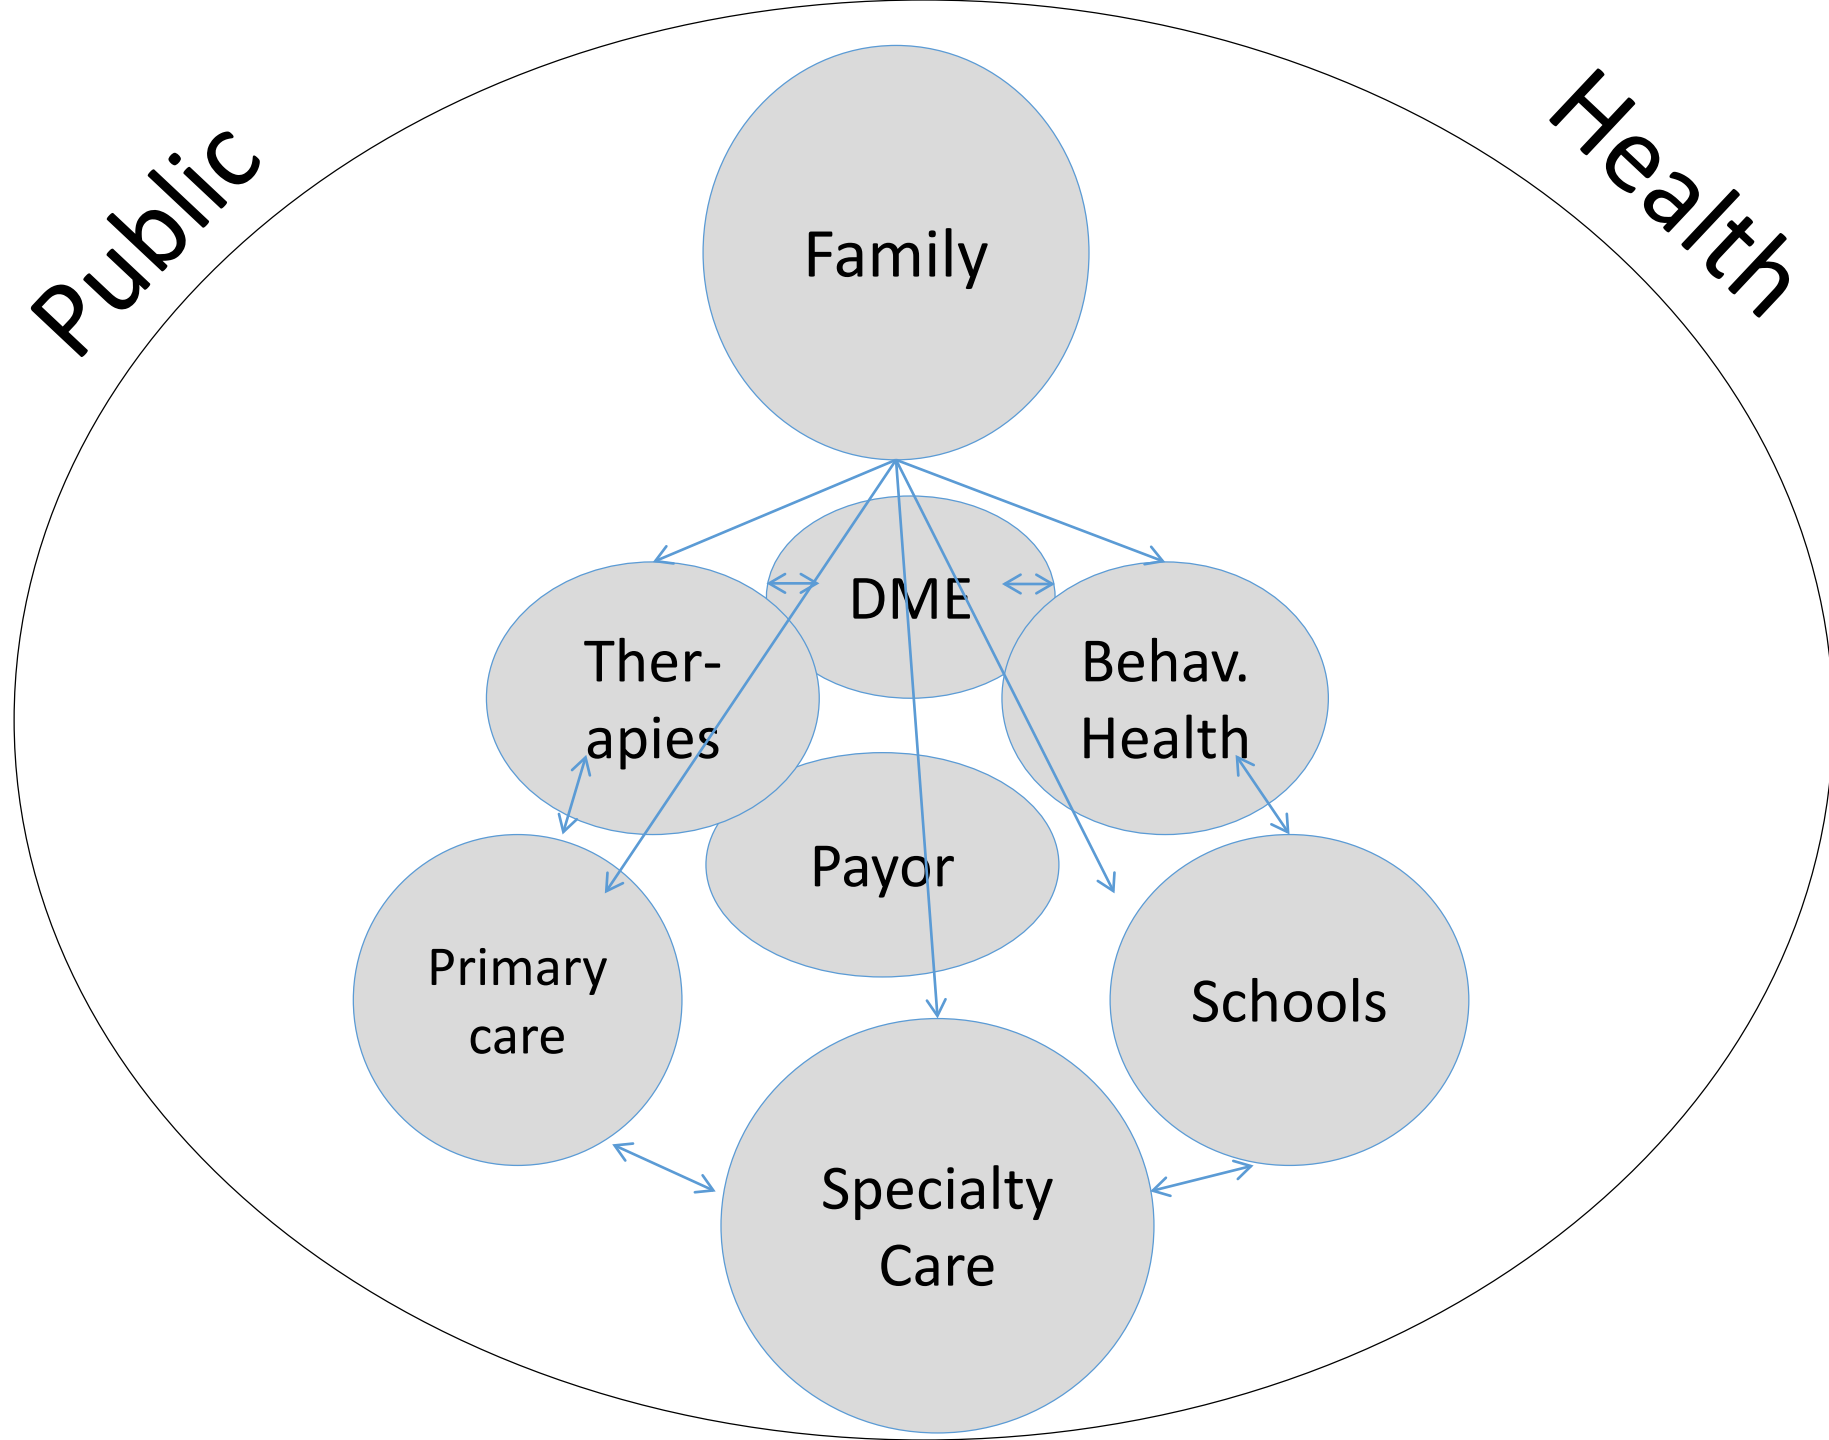 Public
Health
Family
DME
Ther-
apies
Behav.
Health
Payor
Primary
care
Schools
Specialty
Care